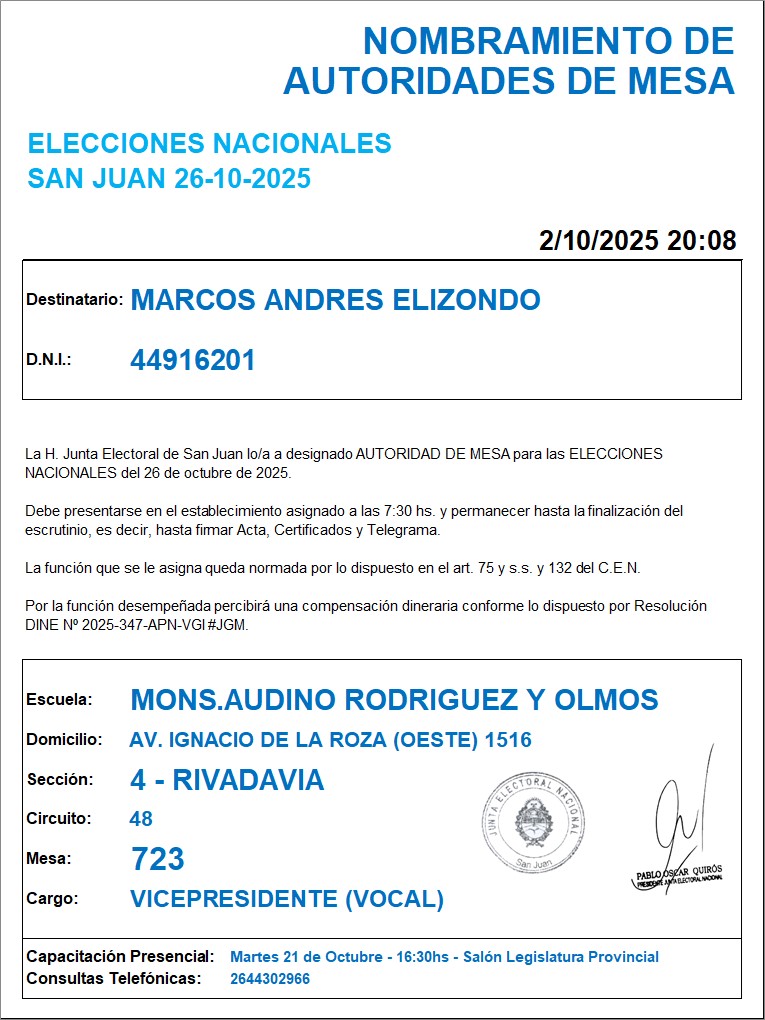 NOMBRAMIENTO DE
AUTORIDADES DE MESA
ELECCIONES NACIONALES
SAN JUAN 26-10-2025
2/10/2025 20:08
Destinatario: MARCOS ANDRES ELIZONDO
D.N.I.: 44916201
La H. Junta Electoral de San Juan lo/a a designado AUTORIDAD DE MESA para las ELECCIONES
NACIONALES del 26 de octubre de 2025.
Debe presentarse en el establecimiento asignado a las 7:30 hs. y permanecer hasta la finalización del
escrutinio, es decir, hasta firmar Acta, Certificados y Telegrama.
La función que se le asigna queda normada por lo dispuesto en el art. 75 y s.s. y 132 del C.E.N.
Por la función desempeñada percibirá una compensación dineraria conforme lo dispuesto por Resolución
DINE Nº 2025-347-APN-VGI#JGM.
Escuela: MONS.AUDINO RODRIGUEZ Y OLMOS
Domicilio: AV. IGNACIO DE LA ROZA (OESTE) 1516
Sección: 4 - RIVADAVIA
Circuito: 48
Mesa: 723
Cargo: VICEPRESIDENTE (VOCAL)
JUNTA ELECTORAL NACIONAL
San Juan
PABLO OSCAR QUIRÓS
PRESIDENTE JUNTA ELECTORAL NACIONAL
Capacitación Presencial: Martes 21 de Octubre - 16:30hs - Salón Legislatura Provincial
Consultas Telefónicas: 2644302966